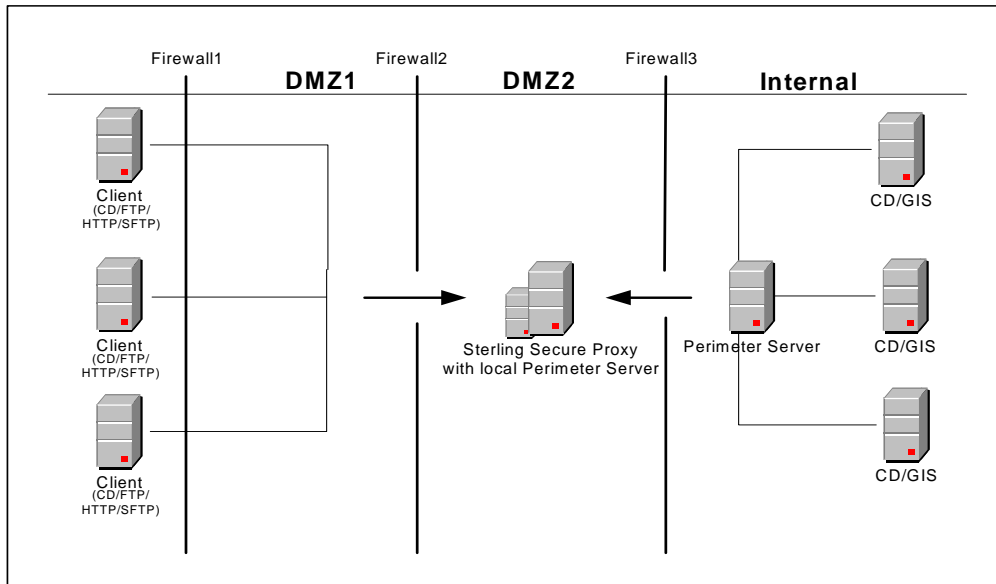 Firewall1
Firewall2
Firewall3
DMZ1
DMZ2
Internal
Client
(CD/FTP/
HTTP/SFTP)
CD/GIS
Client
(CD/FTP/
HTTP/SFTP)
Sterling Secure Proxy
with local Perimeter Server
Perimeter Server
CD/GIS
Client
(CD/FTP/
HTTP/SFTP)
CD/GIS